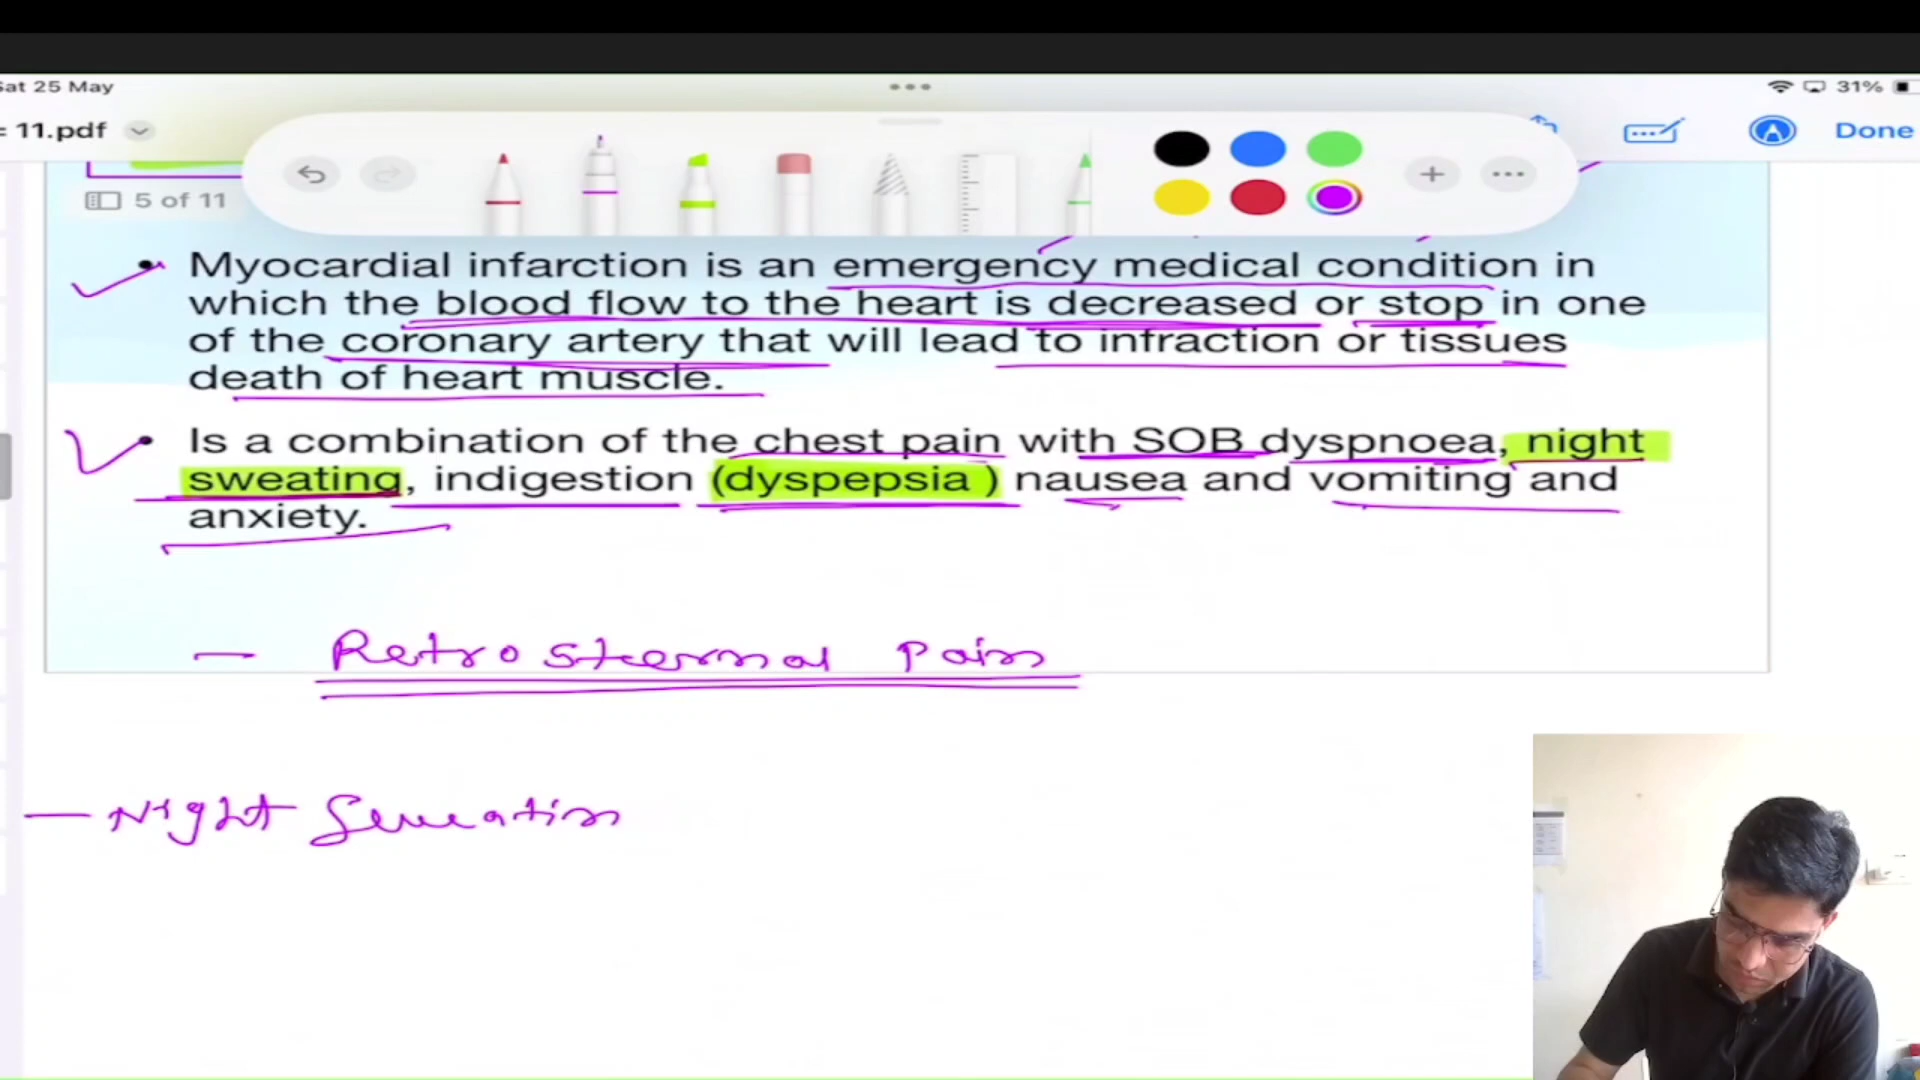 Sat 25 May
31%
= 11.pdf
Done
5 of 11
• Myocardial infarction is an emergency medical condition in
which the blood flow to the heart is decreased or stop in one
of the coronary artery that will lead to infraction or tissues
death of heart muscle.
• Is a combination of the chest pain with SOB dyspnoea, night
sweating, indigestion (dyspepsia ) nausea and vomiting and
anxiety.
- Retrosternal Pain
- Night